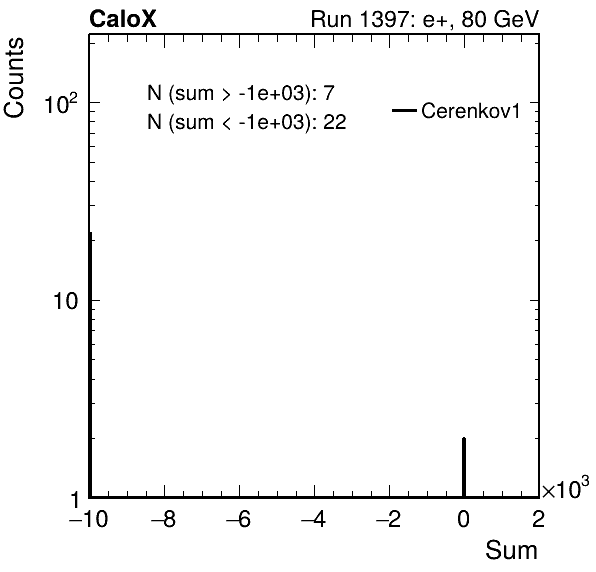 CaloX Run 1397: e+, 80 GeV
Counts
N (sum > -1e+03): 7
N (sum < -1e+03): 22
Cerenkov1
10²
10
1
−10 −8 −6 −4 −2 0 2
×10³
Sum